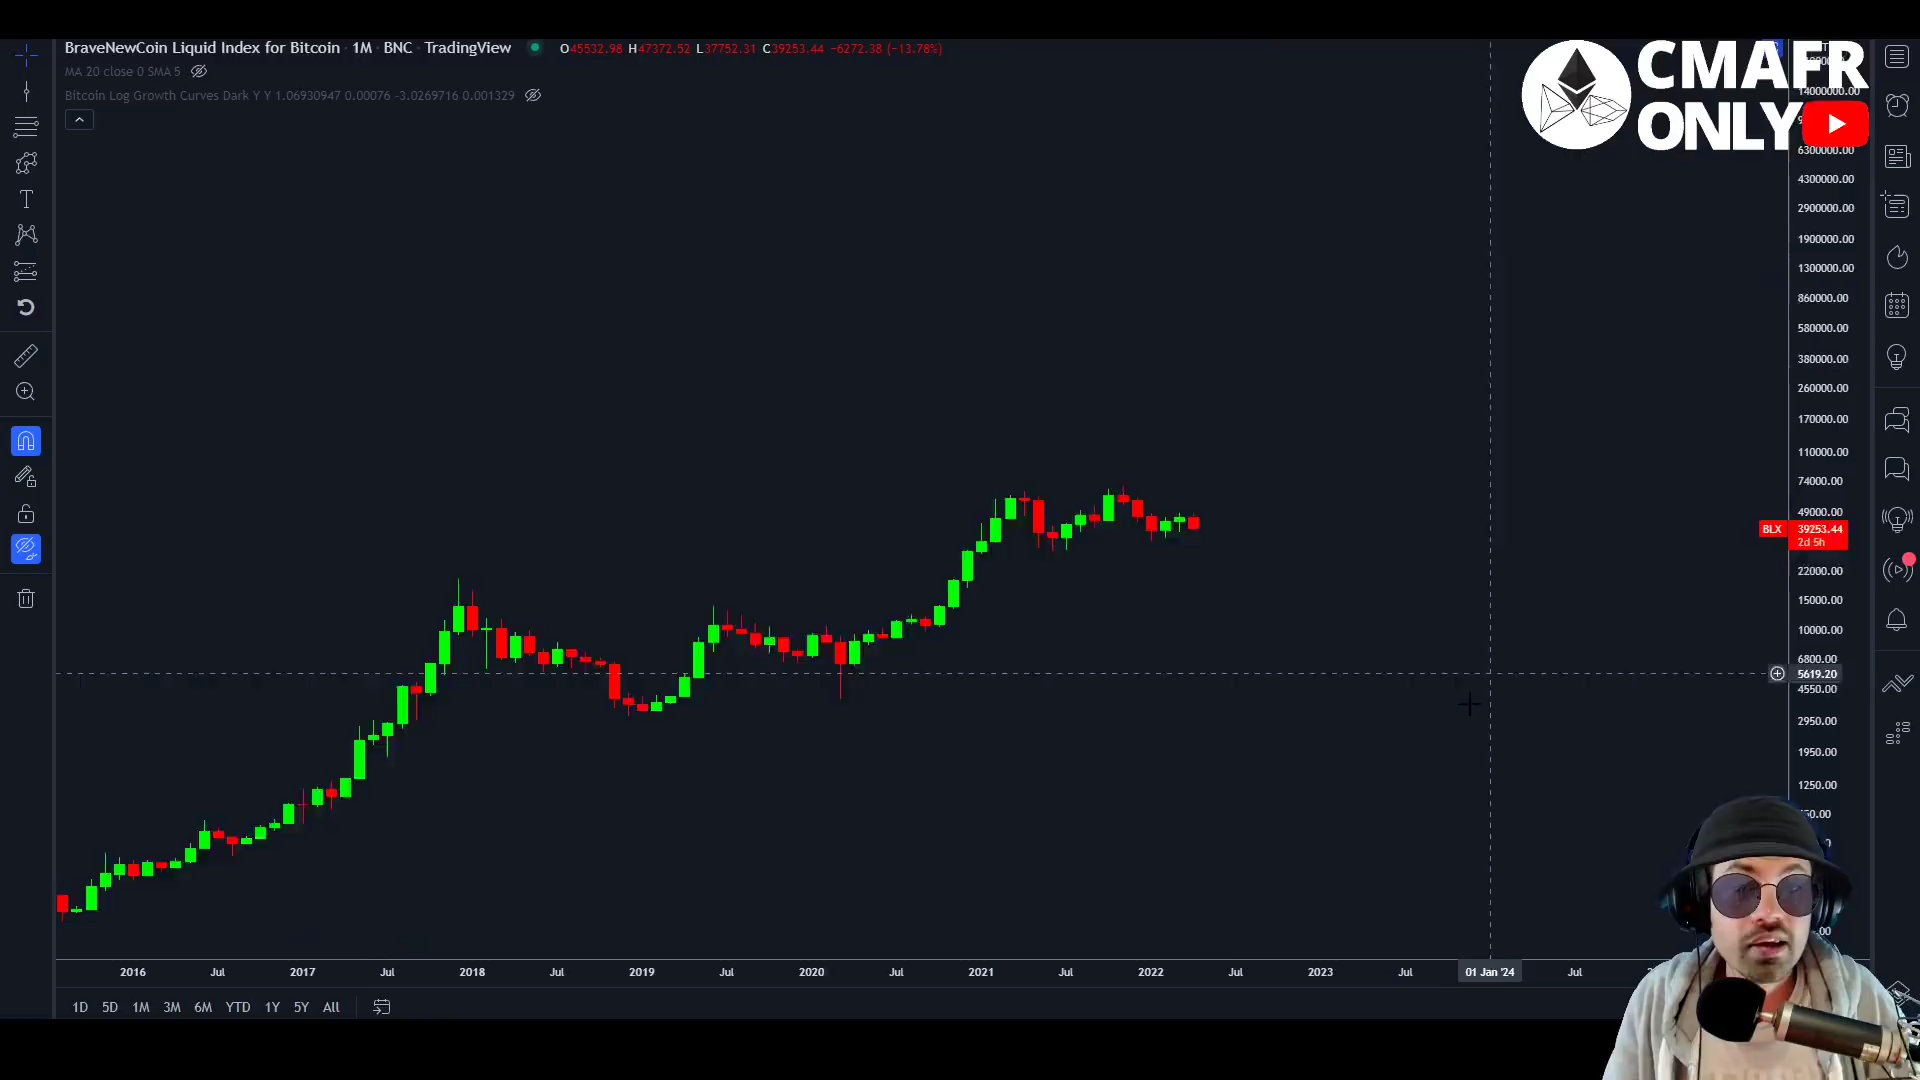 BraveNewCoin Liquid Index for Bitcoin · 1M · BNC · TradingView
O45532.98 H47372.52 L37752.31 C39253.44 −6272.38 (−13.78%)
MA 20 close 0 SMA 5
Bitcoin Log Growth Curves Dark Y Y 1.06930947 0.00076 -3.0269716 0.001329
CMAFR
ONLY
14000000.00
6300000.00
4300000.00
2900000.00
1900000.00
1300000.00
860000.00
580000.00
380000.00
260000.00
170000.00
110000.00
74000.00
49000.00
BLX 39253.44
2d 5h
22000.00
15000.00
10000.00
6800.00
5619.20
4550.00
2950.00
1950.00
1250.00
2016 Jul 2017 Jul 2018 Jul 2019 Jul 2020 Jul 2021 Jul 2022 Jul 2023 Jul 01 Jan '24 Jul
1D 5D 1M 3M 6M YTD 1Y 5Y All